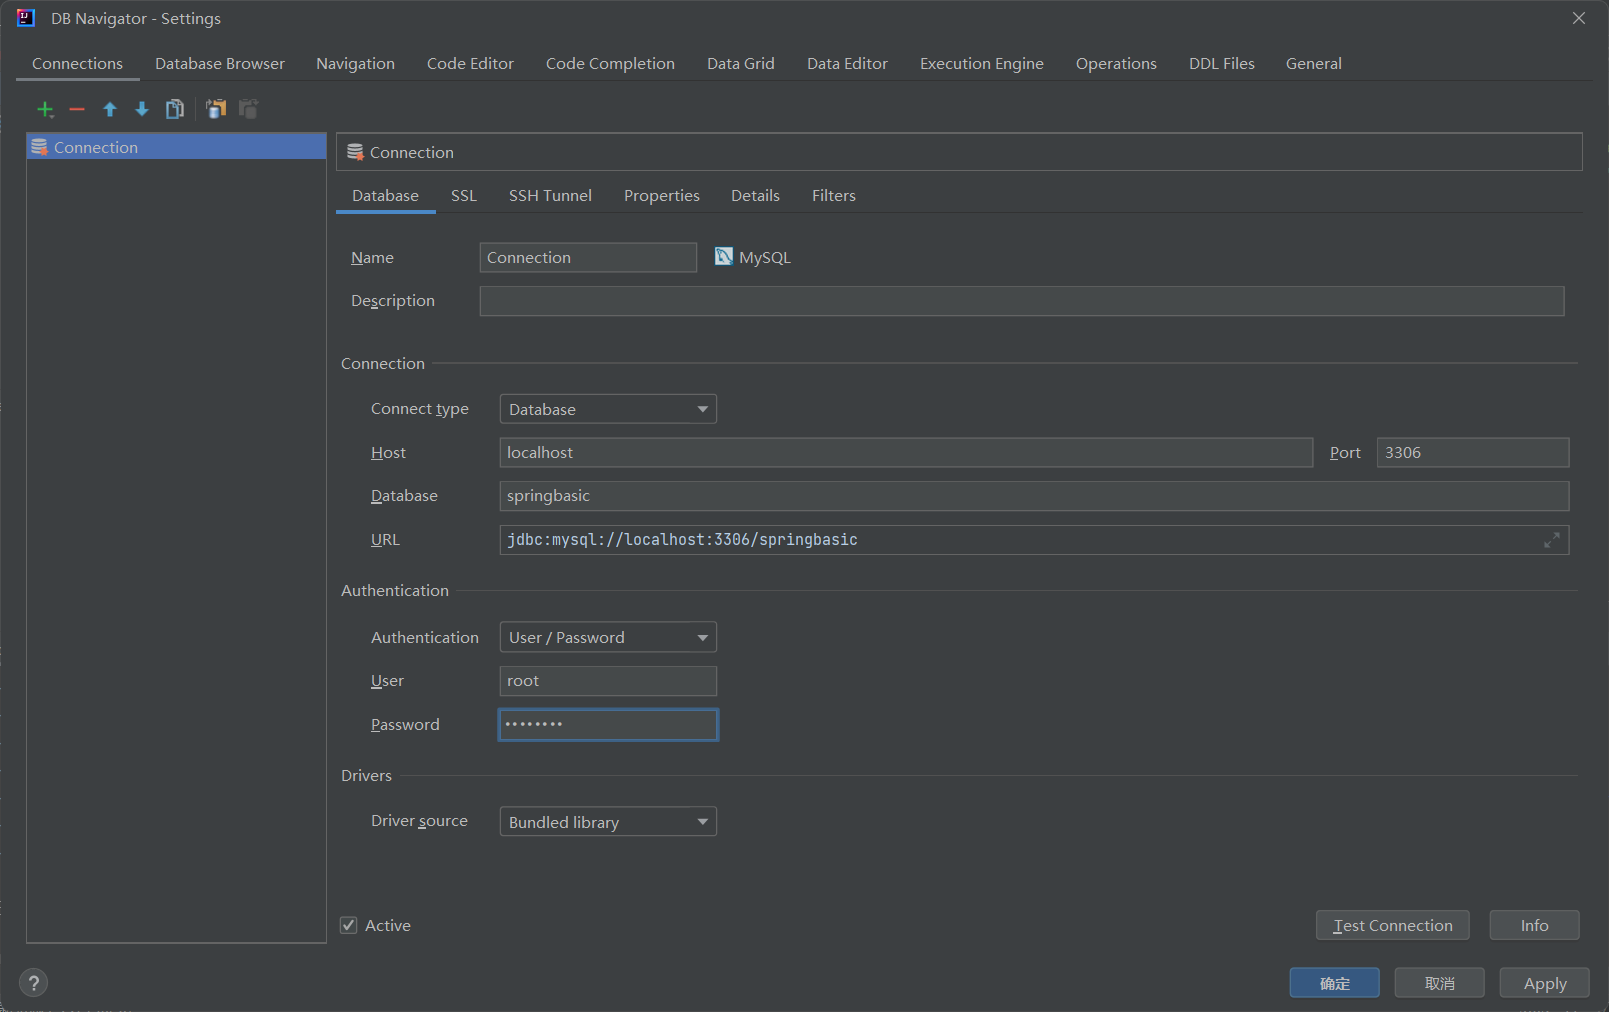 DB Navigator - Settings
Connections Database Browser Navigation Code Editor Code Completion Data Grid Data Editor Execution Engine Operations DDL Files General
Connection
Connection
Database SSL SSH Tunnel Properties Details Filters
Name Connection MySQL
Description
Connection
Connect type Database
Host localhost Port 3306
Database springbasic
URL jdbc:mysql://localhost:3306/springbasic
Authentication
Authentication User / Password
User root
Password ••••••••
Drivers
Driver source Bundled library
Active Test Connection Info
? 确定 取消 Apply